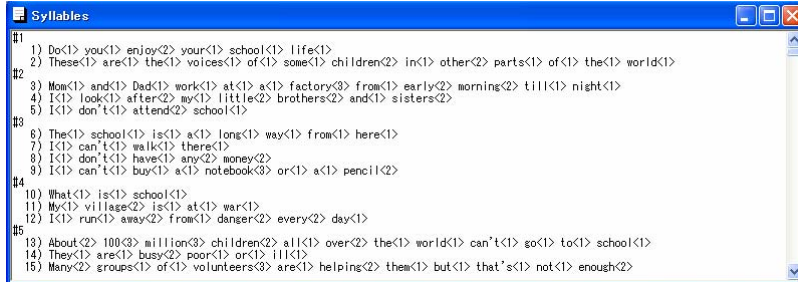 Syllables
#1
1) Do<1> you<1> enjoy<2> your<1> school<1> life<1>
2) These<1> are<1> the<1> voices<1> of<1> some<1> children<2> in<1> other<2> parts<1> of<1> the<1> world<1>
#2
3) Mom<1> and<1> Dad<1> work<1> at<1> a<1> factory<3> from<1> early<2> morning<2> till<1> night<1>
4) I<1> look<1> after<2> my<1> little<2> brothers<2> and<1> sisters<2>
5) I<1> don't<1> attend<2> school<1>
#3
6) The<1> school<1> is<1> a<1> long<1> way<1> from<1> here<1>
7) I<1> can't<1> walk<1> there<1>
8) I<1> don't<1> have<1> any<2> money<2>
9) I<1> can't<1> buy<1> a<1> notebook<3> or<1> a<1> pencil<2>
#4
10) What<1> is<1> school<1>
11) My<1> village<2> is<1> at<1> war<1>
12) I<1> run<1> away<2> from<1> danger<2> every<2> day<1>
#5
13) About<2> 100<3> million<3> children<2> all<1> over<2> the<1> world<1> can't<1> go<1> to<1> school<1>
14) They<1> are<1> busy<2> poor<1> or<1> ill<1>
15) Many<2> groups<1> of<1> volunteers<3> are<1> helping<2> them<1> but<1> that's<1> not<1> enough<2>